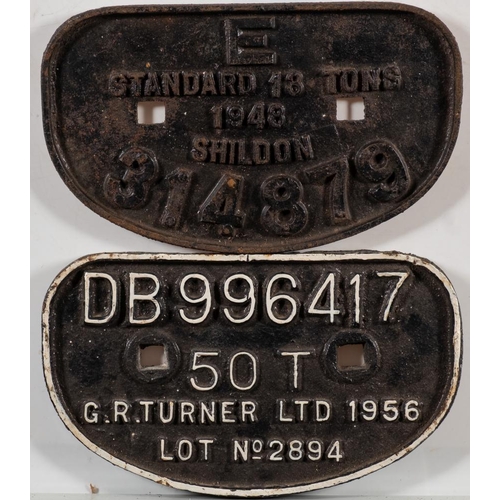 E
STANDARD 13 TONS
1948
SHILDON
314879
DB996417
50 T
G.R.TURNER LTD 1956
LOT Nº2894